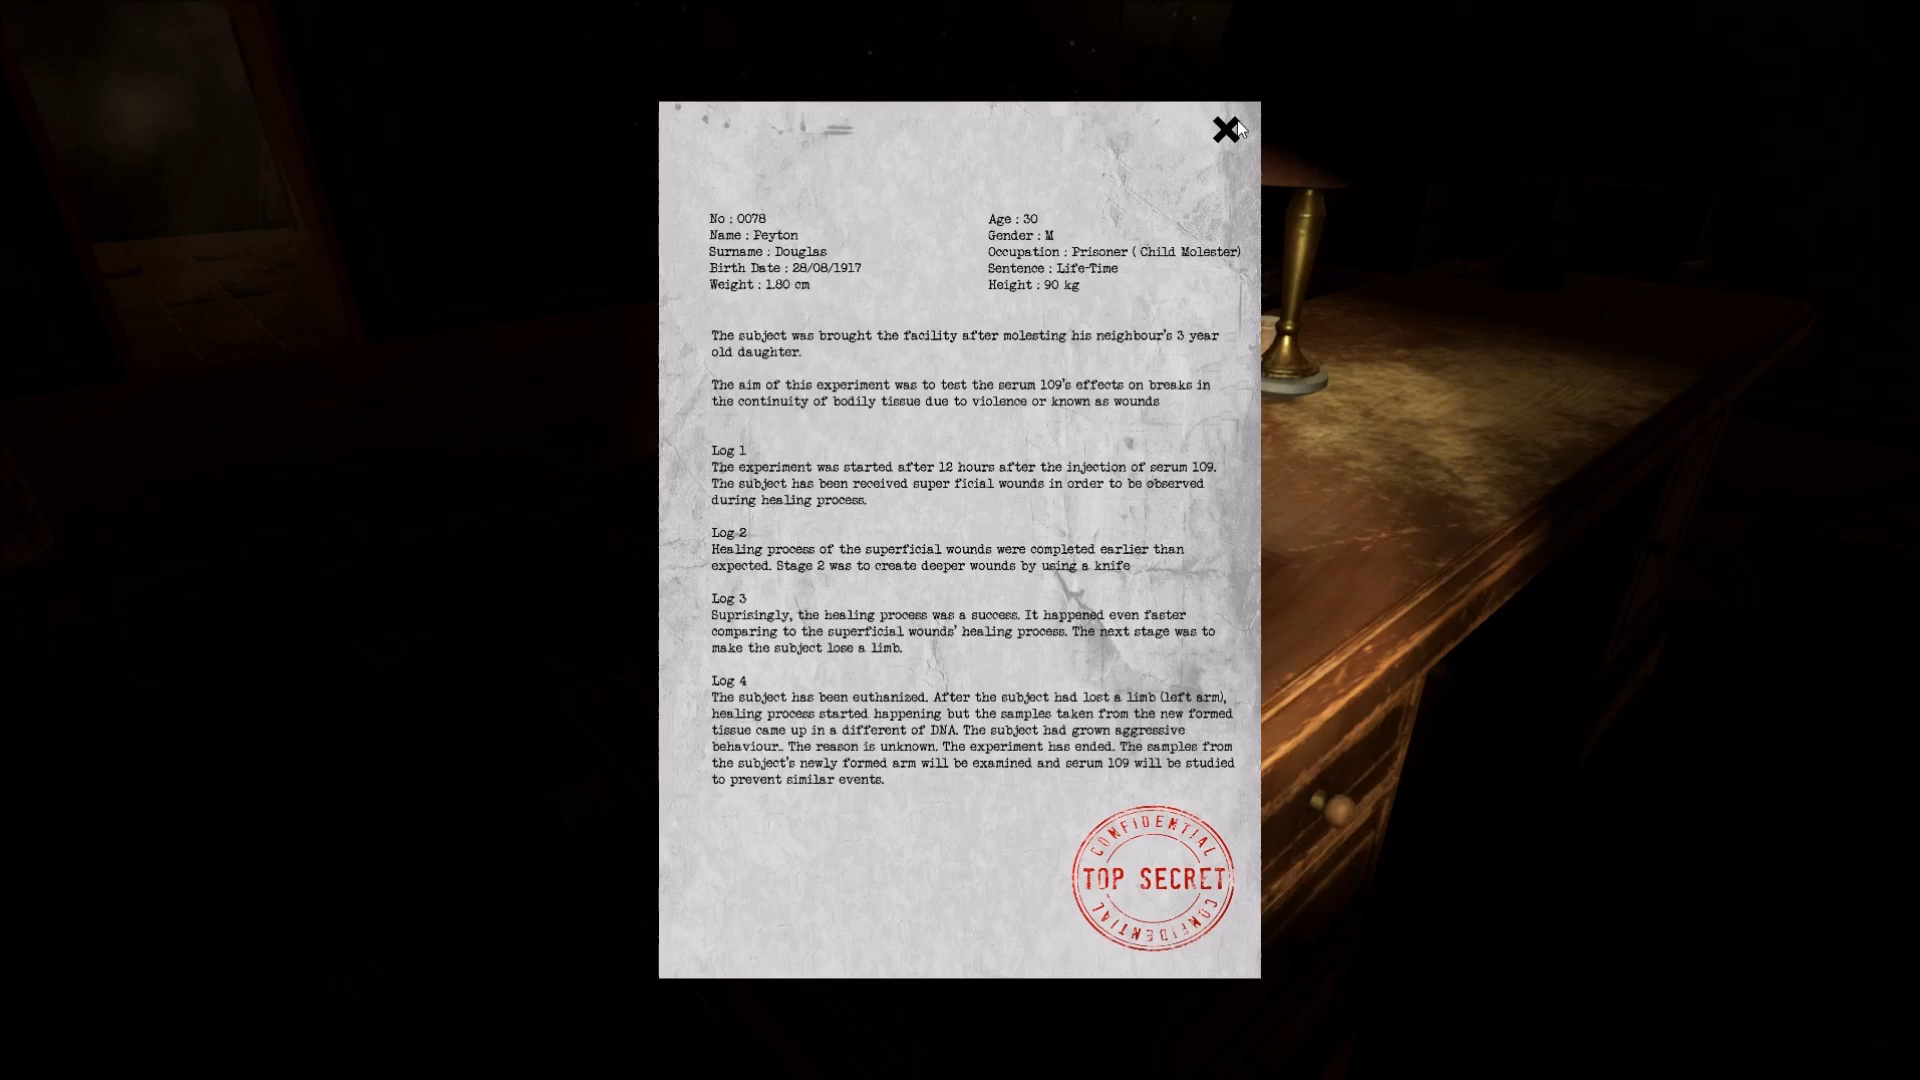 No : 0078
Name : Peyton
Surname : Douglas
Birth Date : 28/08/1917
Weight : 1.80 cm
Age : 30
Gender : M
Occupation : Prisoner ( Child Molester)
Sentence : Life-Time
Height : 90 kg
The subject was brought the facility after molesting his neighbour's 3 year
old daughter.
The aim of this experiment was to test the serum 109's effects on breaks in
the continuity of bodily tissue due to violence or known as wounds
Log 1
The experiment was started after 12 hours after the injection of serum 109.
The subject has been received super ficial wounds in order to be observed
during healing process.
Log 2
Healing process of the superficial wounds were completed earlier than
expected. Stage 2 was to create deeper wounds by using a knife
Log 3
Suprisingly, the healing process was a success. It happened even faster
comparing to the superficial wounds' healing process. The next stage was to
make the subject lose a limb.
Log 4
The subject has been euthanized. After the subject had lost a limb (left arm),
healing process started happening but the samples taken from the new formed
tissue came up in a different of DNA. The subject had grown aggressive
behaviour.. The reason is unknown. The experiment has ended. The samples from
the subject's newly formed arm will be examined and serum 109 will be studied
to prevent similar events.
CONFIDENTIAL
TOP SECRET
CONFIDENTIAL